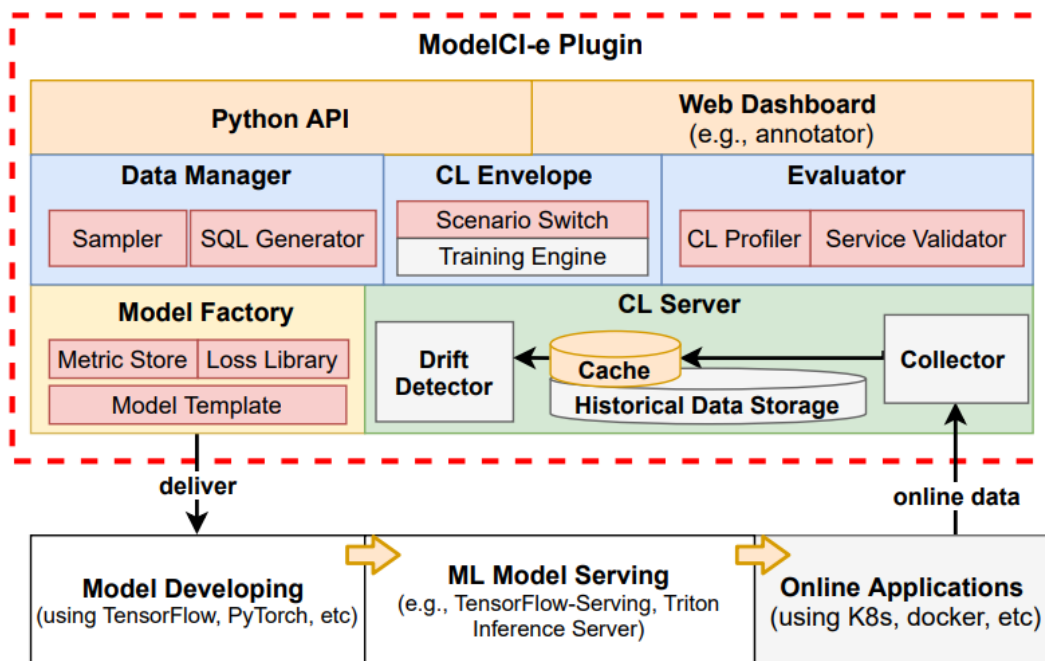 ModelCI-e Plugin
Python API
Web Dashboard
(e.g., annotator)
Data Manager
Sampler
SQL Generator
CL Envelope
Scenario Switch
Training Engine
Evaluator
CL Profiler
Service Validator
Model Factory
Metric Store
Loss Library
Model Template
CL Server
Drift
Detector
Cache
Historical Data Storage
Collector
deliver
online data
Model Developing
(using TensorFlow, PyTorch, etc)
ML Model Serving
(e.g., TensorFlow-Serving, Triton
Inference Server)
Online Applications
(using K8s, docker, etc)